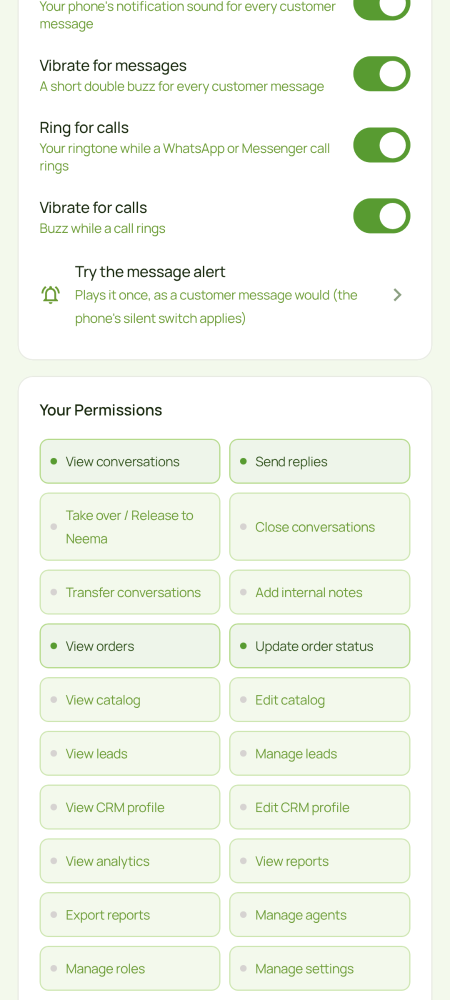 Your phone's notification sound for every customer
message
Vibrate for messages
A short double buzz for every customer message
Ring for calls
Your ringtone while a WhatsApp or Messenger call
rings
Vibrate for calls
Buzz while a call rings
Try the message alert
Plays it once, as a customer message would (the
phone's silent switch applies)
Your Permissions
View conversations
Send replies
Take over / Release to
Neema
Close conversations
Transfer conversations
Add internal notes
View orders
Update order status
View catalog
Edit catalog
View leads
Manage leads
View CRM profile
Edit CRM profile
View analytics
View reports
Export reports
Manage agents
Manage roles
Manage settings